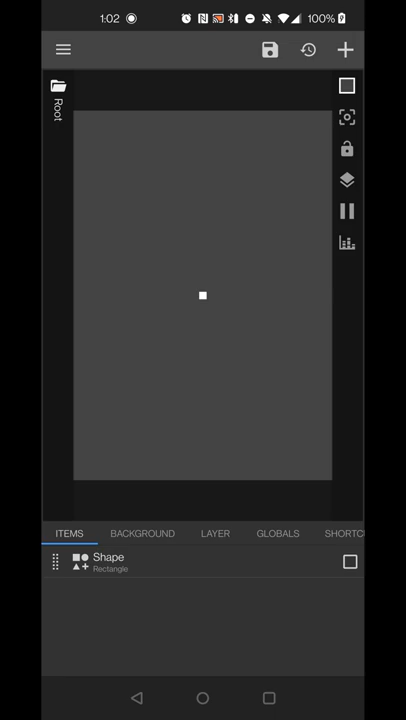 1:02
100%
Root
ITEMS BACKGROUND LAYER GLOBALS SHORTC
Shape
Rectangle